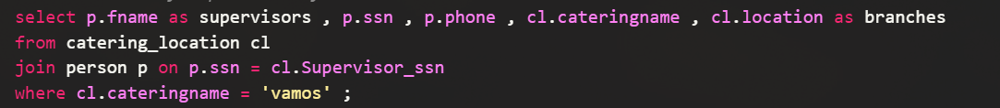 select p.fname as supervisors , p.ssn , p.phone , cl.cateringname , cl.location as branches
from catering_location cl
join person p on p.ssn = cl.Supervisor_ssn
where cl.cateringname = 'vamos' ;